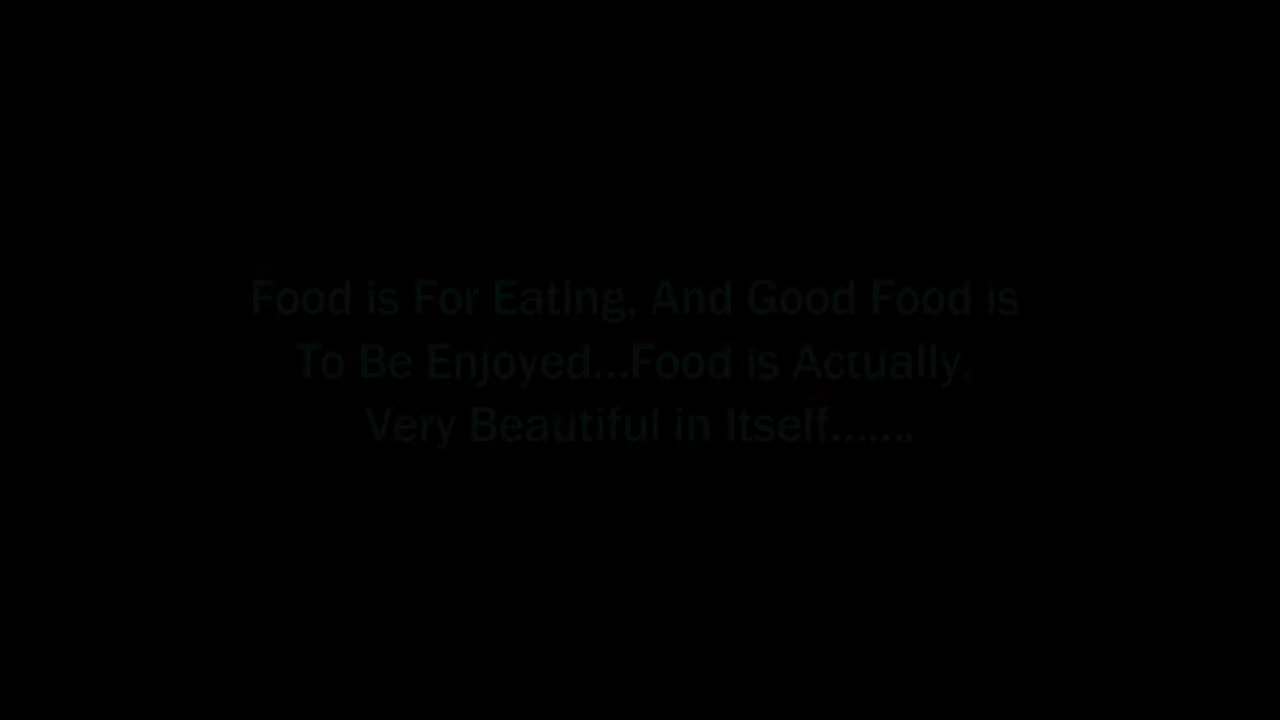 Food is For Eating, And Good Food is
To Be Enjoyed...Food is Actually,
Very Beautiful in Itself.......